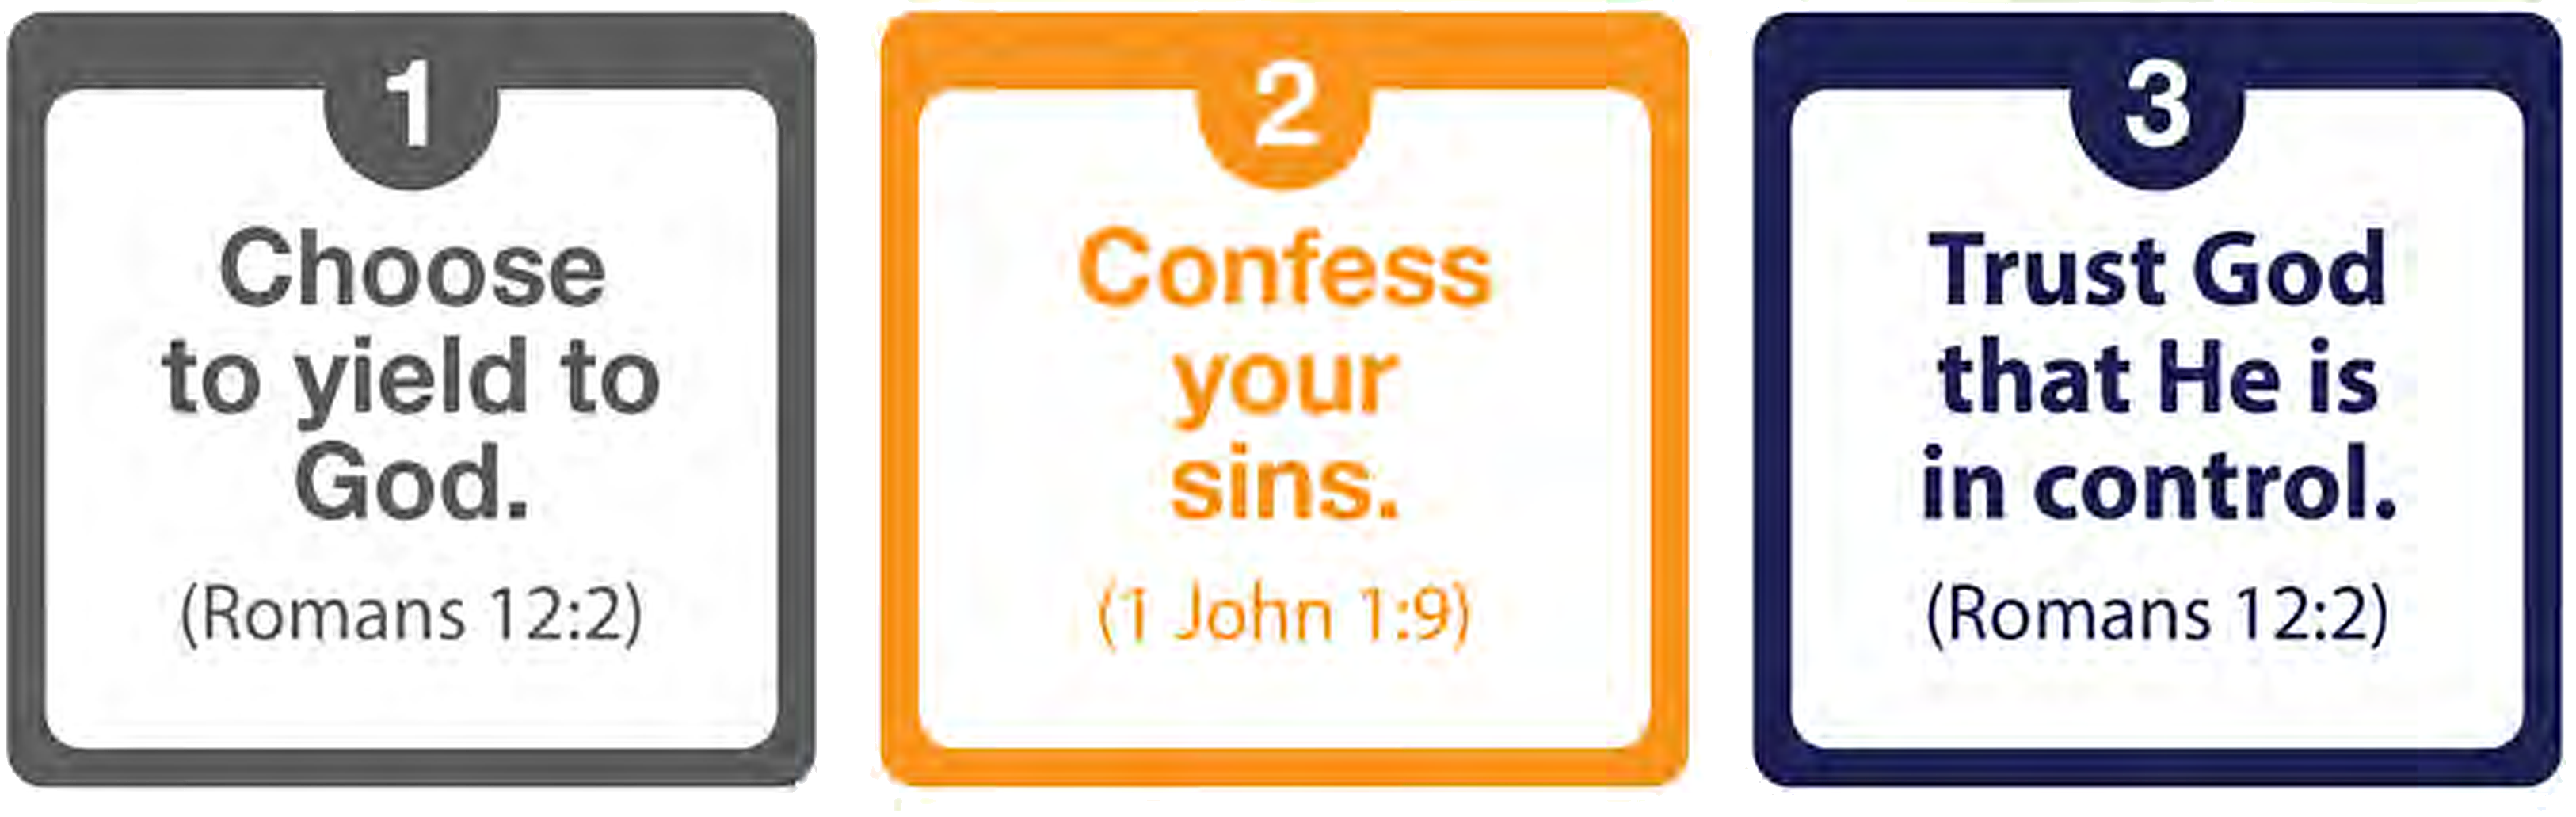 1
Choose
to yield to
God.
(Romans 12:2)
2
Confess
your
sins.
(1 John 1:9)
3
Trust God
that He is
in control.
(Romans 12:2)